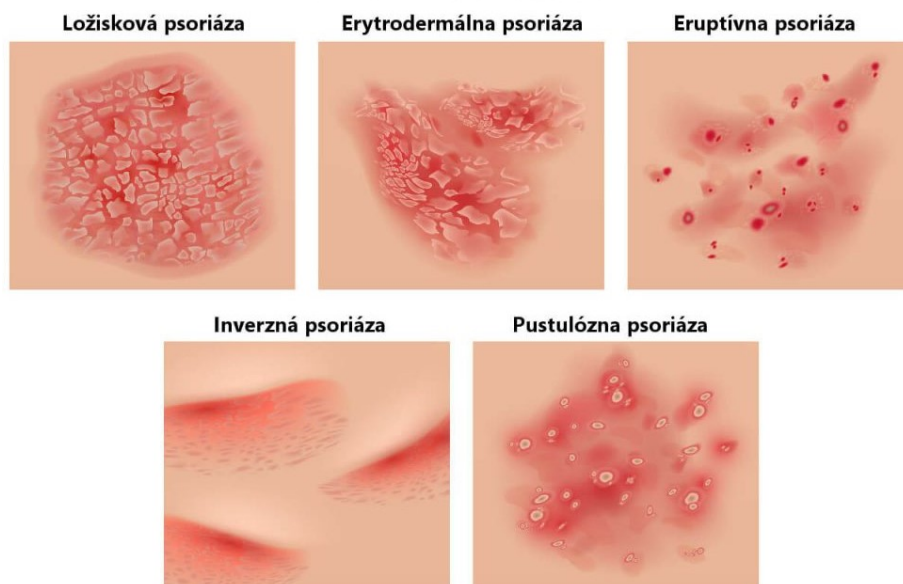 Ložisková psoriáza
Erytrodermálna psoriáza
Eruptívna psoriáza
Inverzná psoriáza
Pustulózna psoriáza